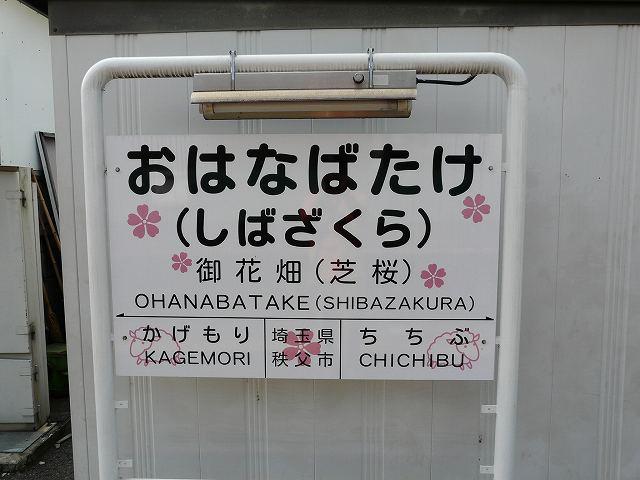 おはなばたけ
（しばざくら）
御花畑（芝桜）
OHANABATAKE(SHIBAZAKURA)
かげもり 埼玉県 ちちぶ
KAGEMORI 秩父市 CHICHIBU